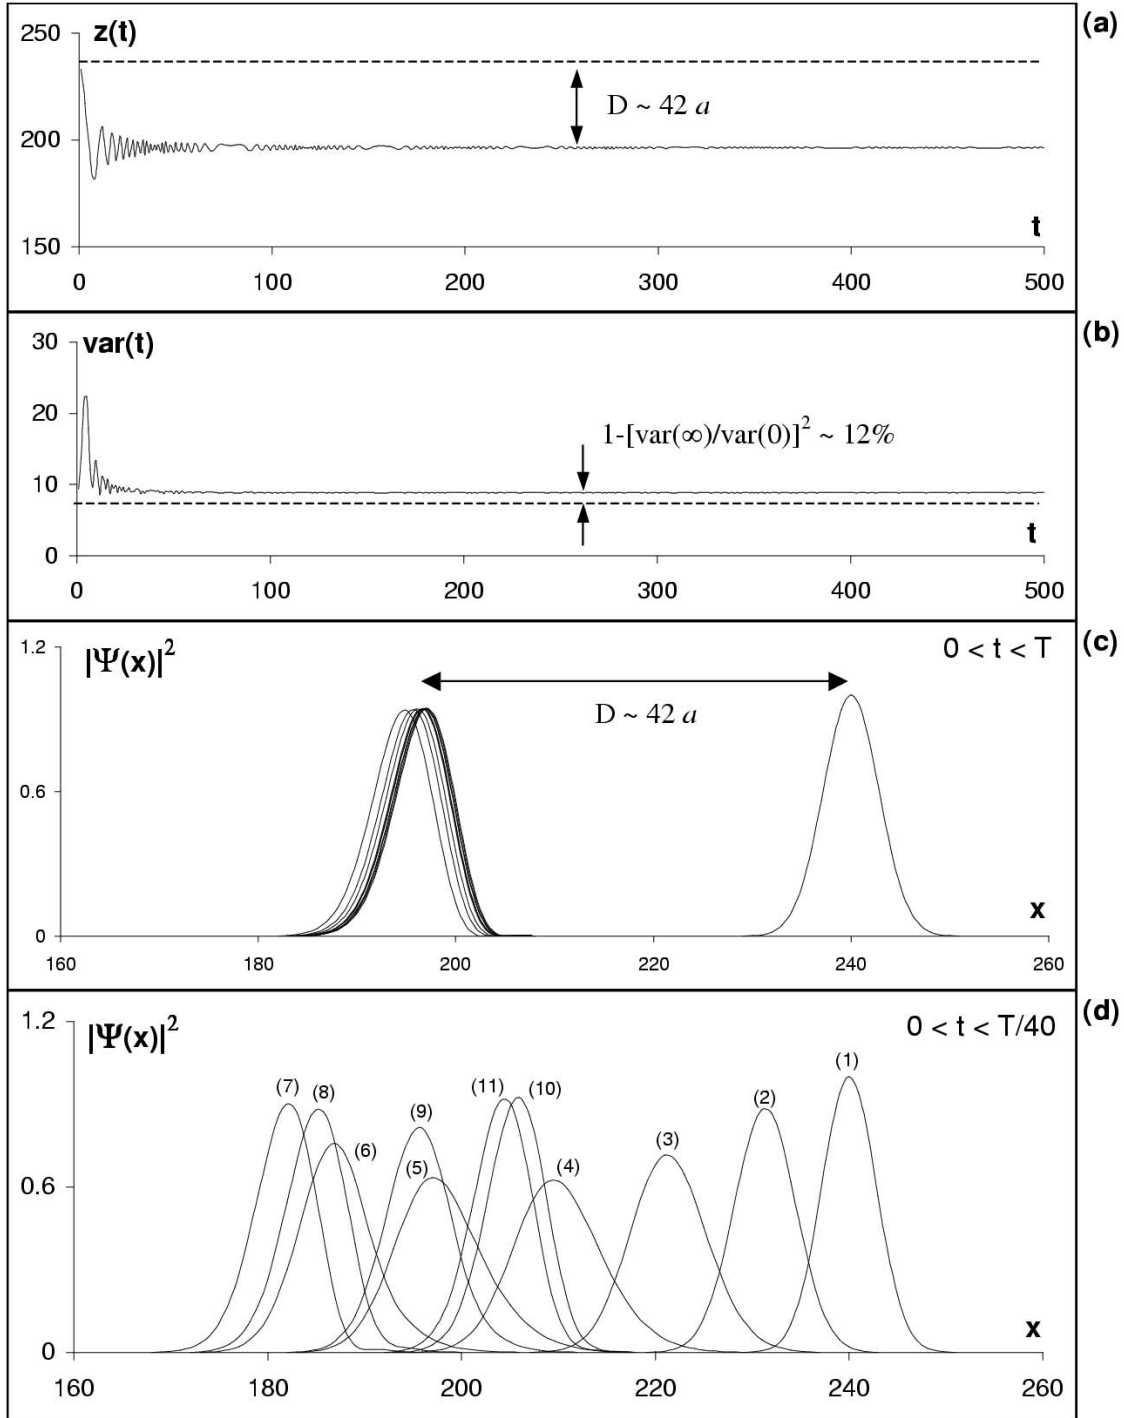 (a)
250
z(t)
D ~ 42 a
200
150
t
0 100 200 300 400 500
(b)
30
var(t)
20
1-[var(∞)/var(0)]² ~ 12%
10
0
t
0 100 200 300 400 500
(c)
1.2
|Ψ(x)|²
0 < t < T
D ~ 42 a
0.6
0
x
160 180 200 220 240 260
(d)
1.2
|Ψ(x)|²
0 < t < T/40
(1)
(7) (8) (11) (10) (2)
(9)
(3)
(6)
(5) (4)
0.6
0
x
160 180 200 220 240 260